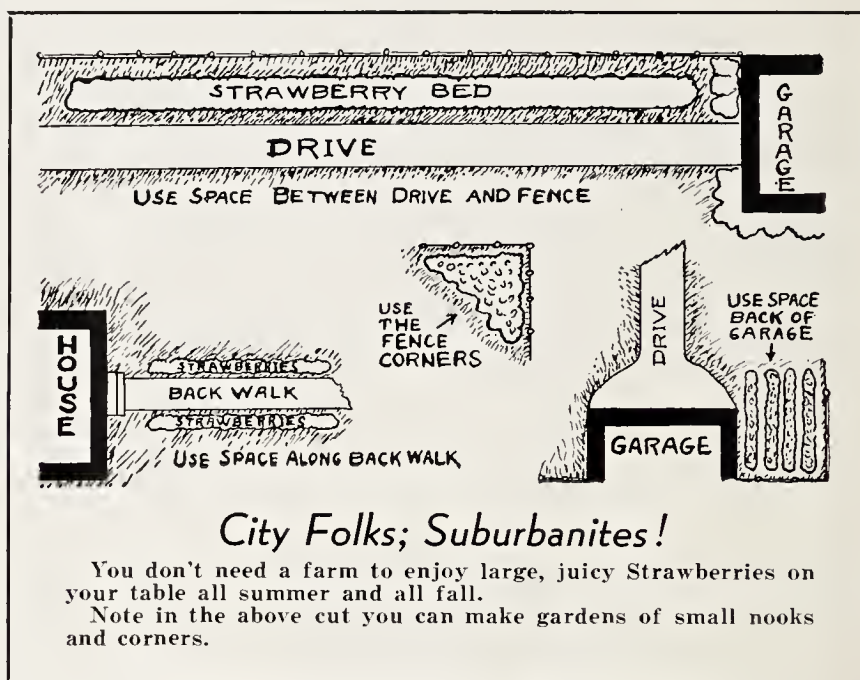 STRAWBERRY BED
GARAGE
DRIVE
USE SPACE BETWEEN DRIVE AND FENCE
USE
THE
FENCE
CORNERS
DRIVE
USE SPACE
BACK OF
GARAGE
HOUSE
STRAWBERRIES
BACK WALK
STRAWBERRIES
USE SPACE ALONG BACK WALK
GARAGE
City Folks; Suburbanites!
You don't need a farm to enjoy large, juicy Strawberries on
your table all summer and all fall.
Note in the above cut you can make gardens of small nooks
and corners.